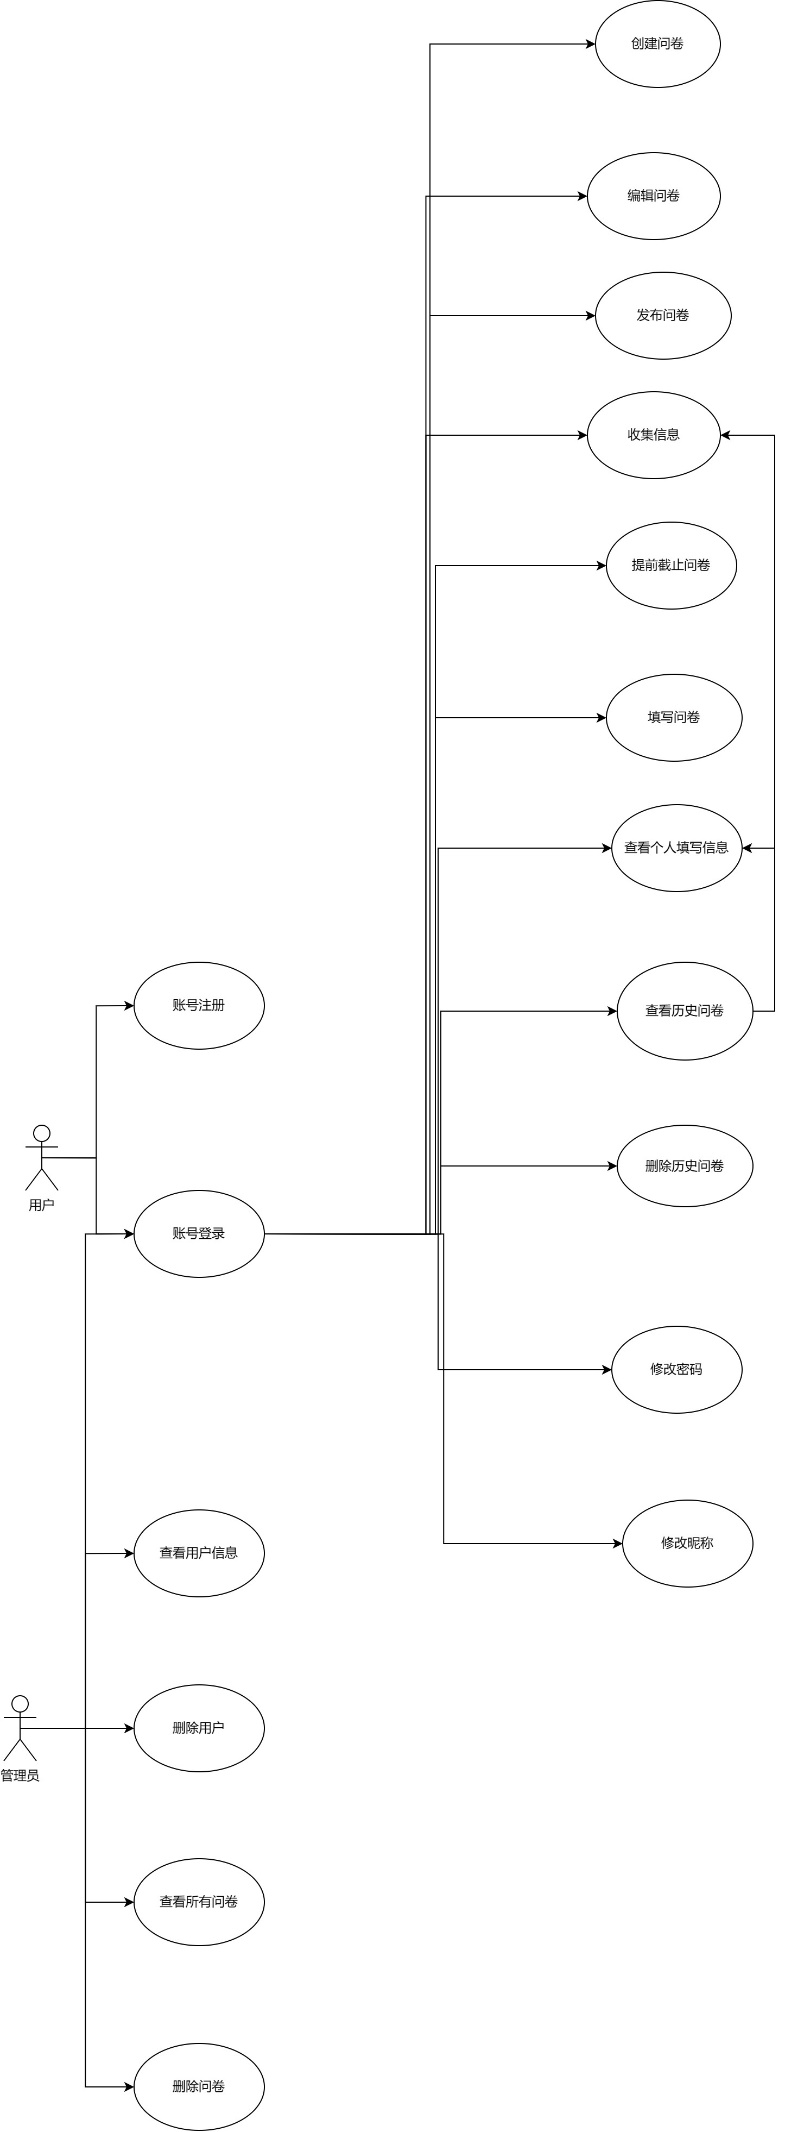 创建问卷
编辑问卷
发布问卷
收集信息
提前截止问卷
填写问卷
查看个人填写信息
账号注册
查看历史问卷
删除历史问卷
用户
账号登录
修改密码
修改昵称
查看用户信息
删除用户
管理员
查看所有问卷
删除问卷